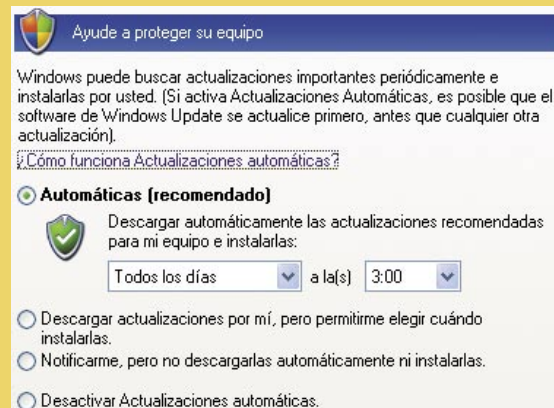 Ayude a proteger su equipo
Windows puede buscar actualizaciones importantes periódicamente e
instalarlas por usted. (Si activa Actualizaciones Automáticas, es posible que el
software de Windows Update se actualice primero, antes que cualquier otra
actualización).
¿Cómo funciona Actualizaciones automáticas?
Automáticas (recomendado)
Descargar automáticamente las actualizaciones recomendadas
para mi equipo e instalarlas:
Todos los días a la(s) 3:00
Descargar actualizaciones por mí, pero permitirme elegir cuándo
instalarlas.
Notificarme, pero no descargarlas automáticamente ni instalarlas.
Desactivar Actualizaciones automáticas.